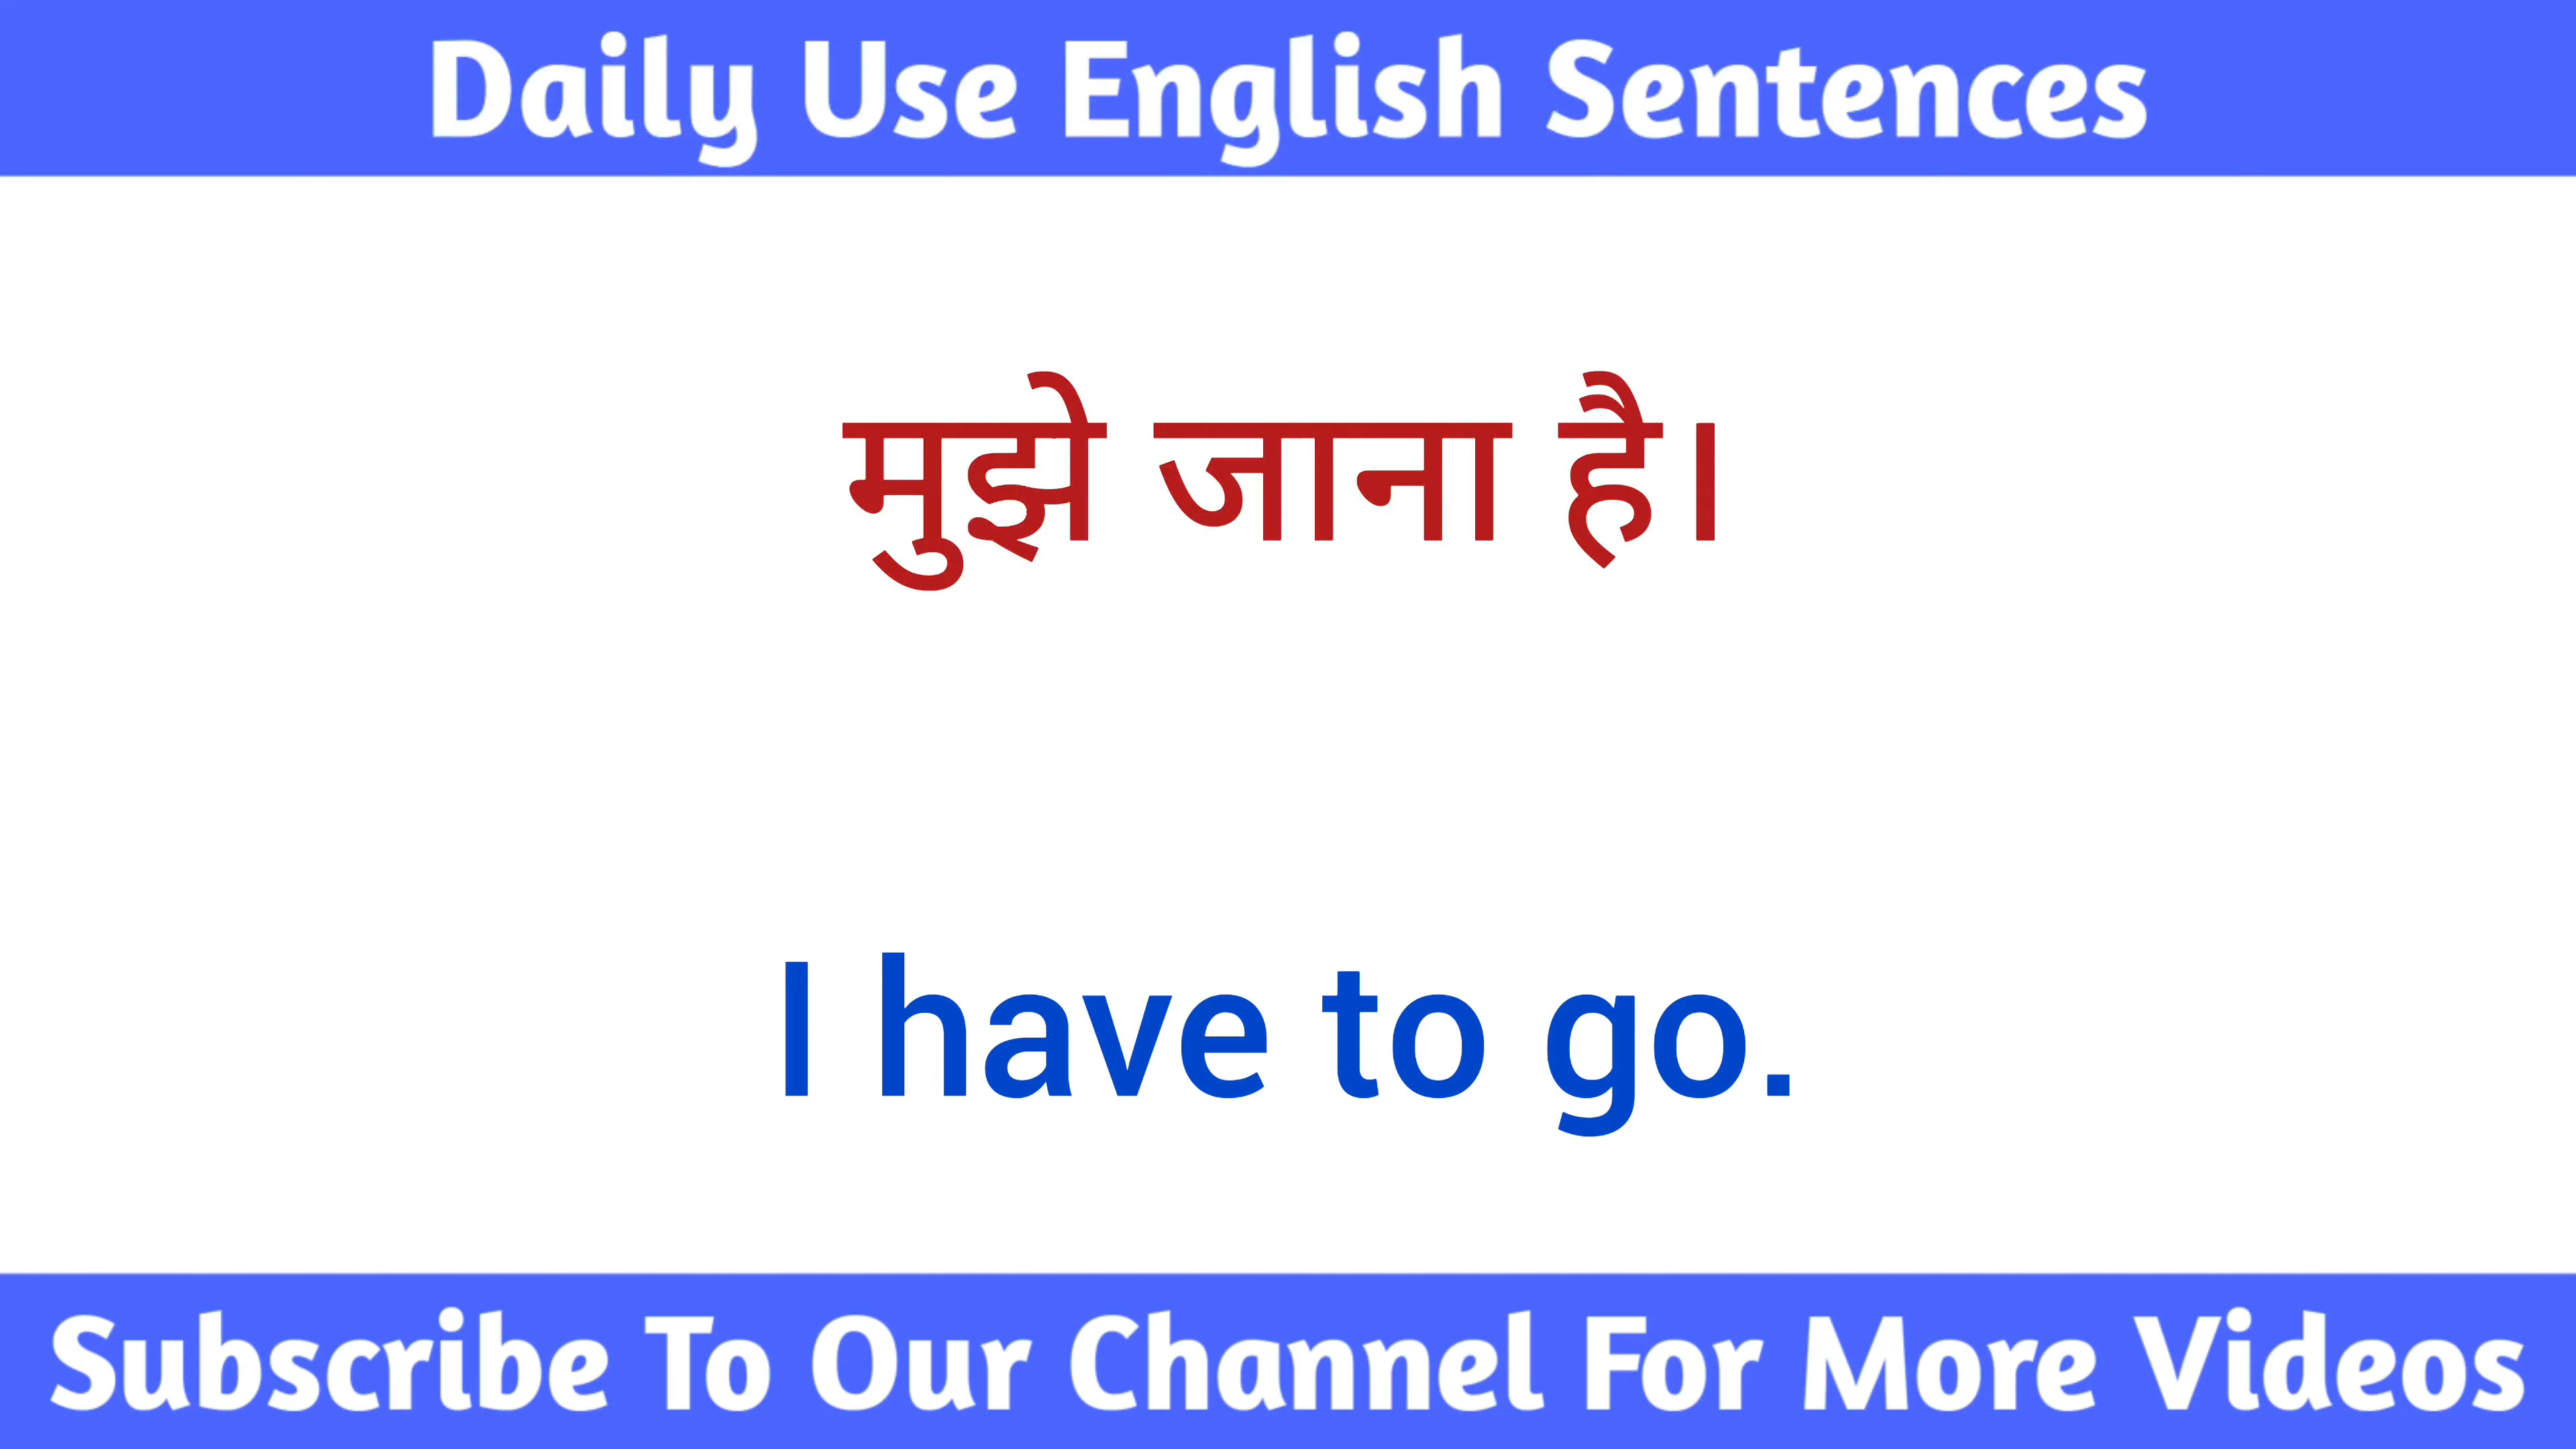 Daily Use English Sentences
मुझे जाना है।
I have to go.
Subscribe To Our Channel For More Videos